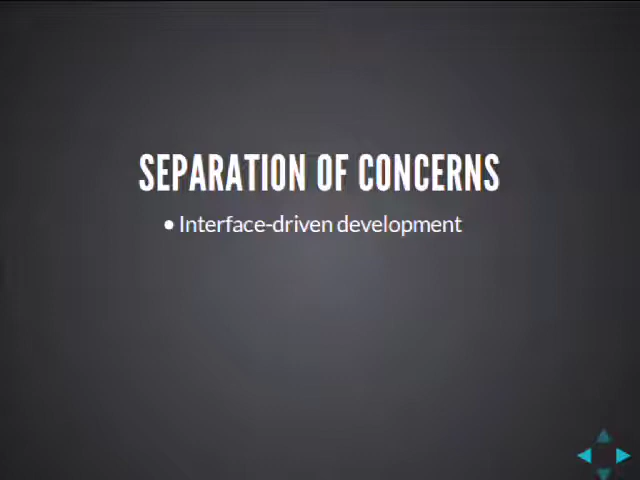 SEPARATION OF CONCERNS
• Interface-driven development